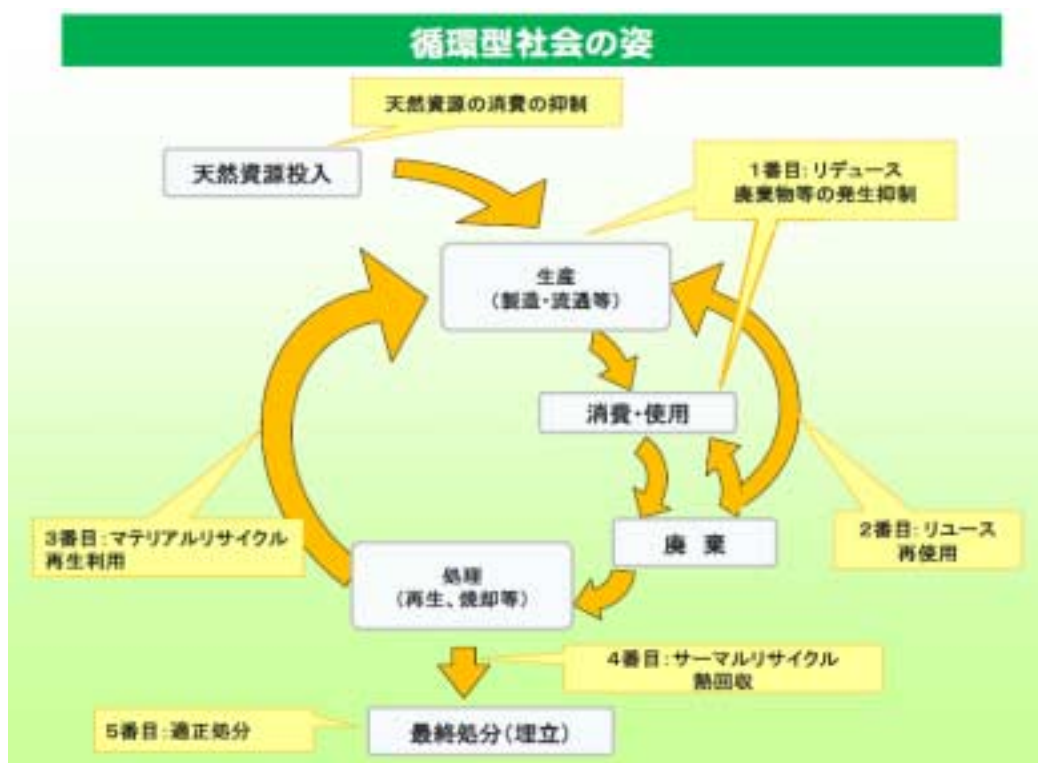 循環型社会の姿
天然資源の消費の抑制
天然資源投入
1番目:リデュース
廃棄物等の発生抑制
生産
(製造・流通等)
消費・使用
3番目:マテリアルリサイクル
再生利用
廃 棄
2番目:リユース
再使用
処理
(再生、焼却等)
4番目:サーマルリサイクル
熱回収
5番目:適正処分
最終処分(埋立)